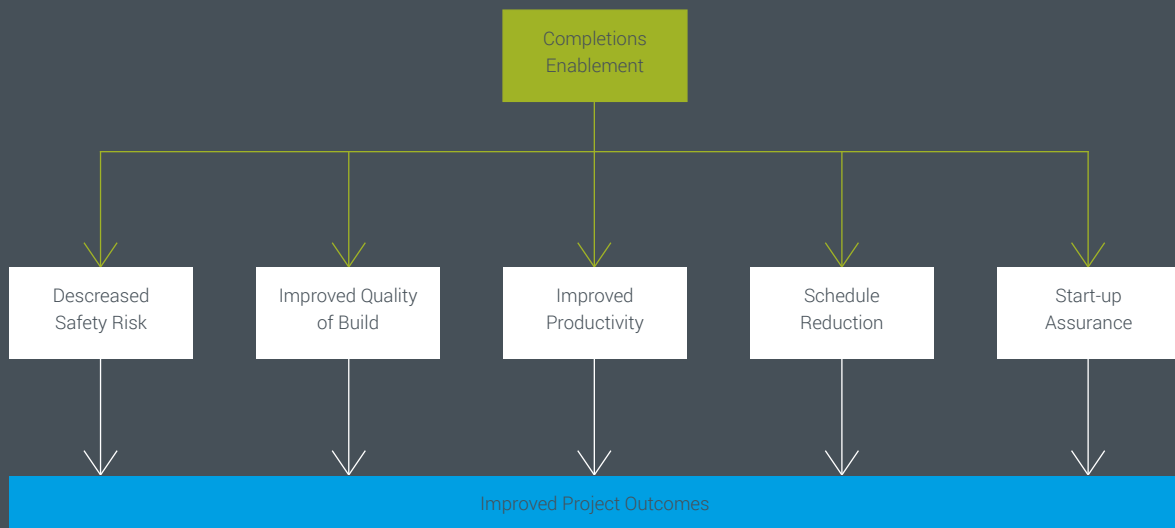 Completions
Enablement
Descreased
Safety Risk
Improved Quality
of Build
Improved
Productivity
Schedule
Reduction
Start-up
Assurance
Improved Project Outcomes